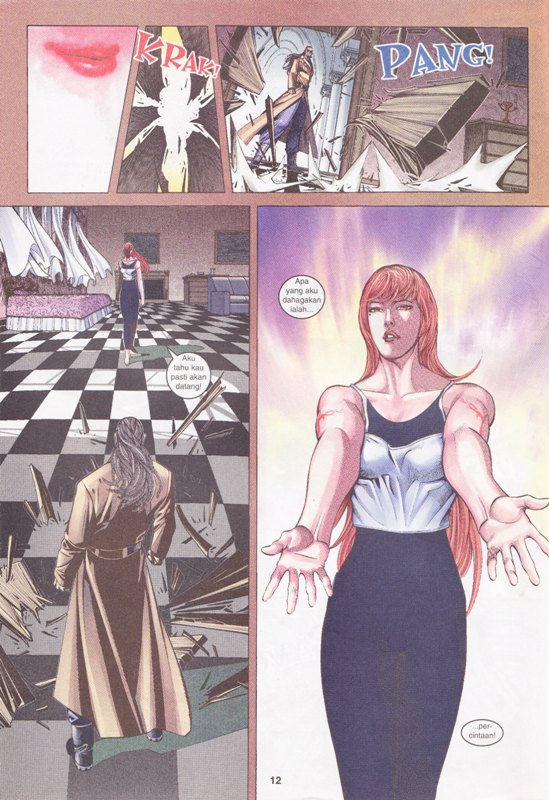 KRAK!
PANG!
Aku
tahu kau
pasti akan
datang!
Apa
yang aku
dahagakan
ialah...
...per-
cintaan!
12